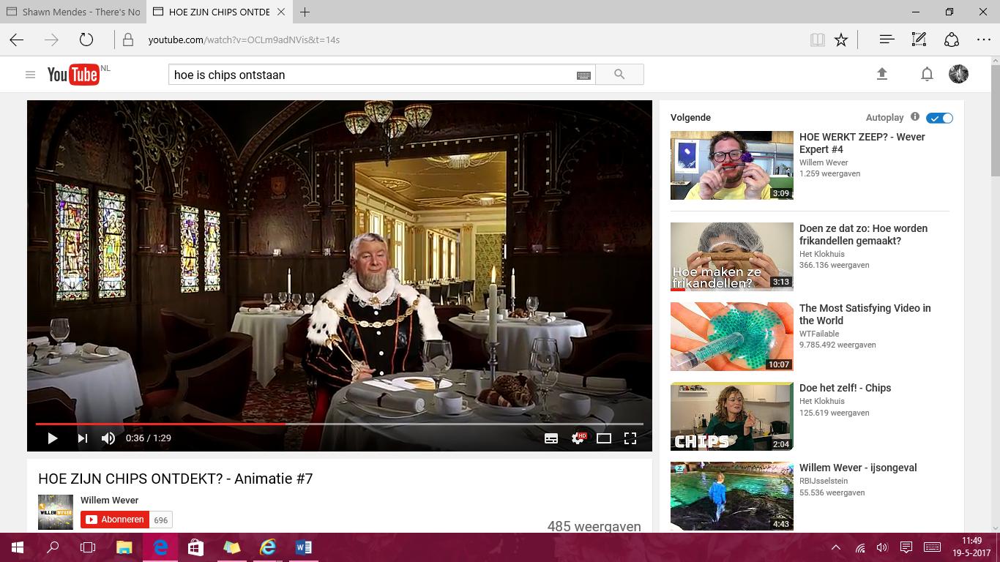 Shawn Mendes - There's No
HOE ZIJN CHIPS ONTDE
youtube.com/watch?v=OCLm9adNVis&t=14s
YouTube NL
hoe is chips ontstaan
Volgende
Autoplay
HOE WERKT ZEEP? - Wever
Expert #4
Willem Wever
1.259 weergaven
3:09
Doen ze dat zo: Hoe worden
frikandellen gemaakt?
Het Klokhuis
366.136 weergaven
Hoe maken ze
frikandellen?
3:13
The Most Satisfying Video in
the World
WTFailable
9.785.492 weergaven
10:07
Doe het zelf! - Chips
Het Klokhuis
125.619 weergaven
CHIPS
2:04
Willem Wever - ijsongeval
RBIJsselstein
55.536 weergaven
4:43
0:36 / 1:29
HD
HOE ZIJN CHIPS ONTDEKT? - Animatie #7
Willem Wever
WILLEM WEVER
Abonneren 696
485 weergaven
11:49
19-5-2017